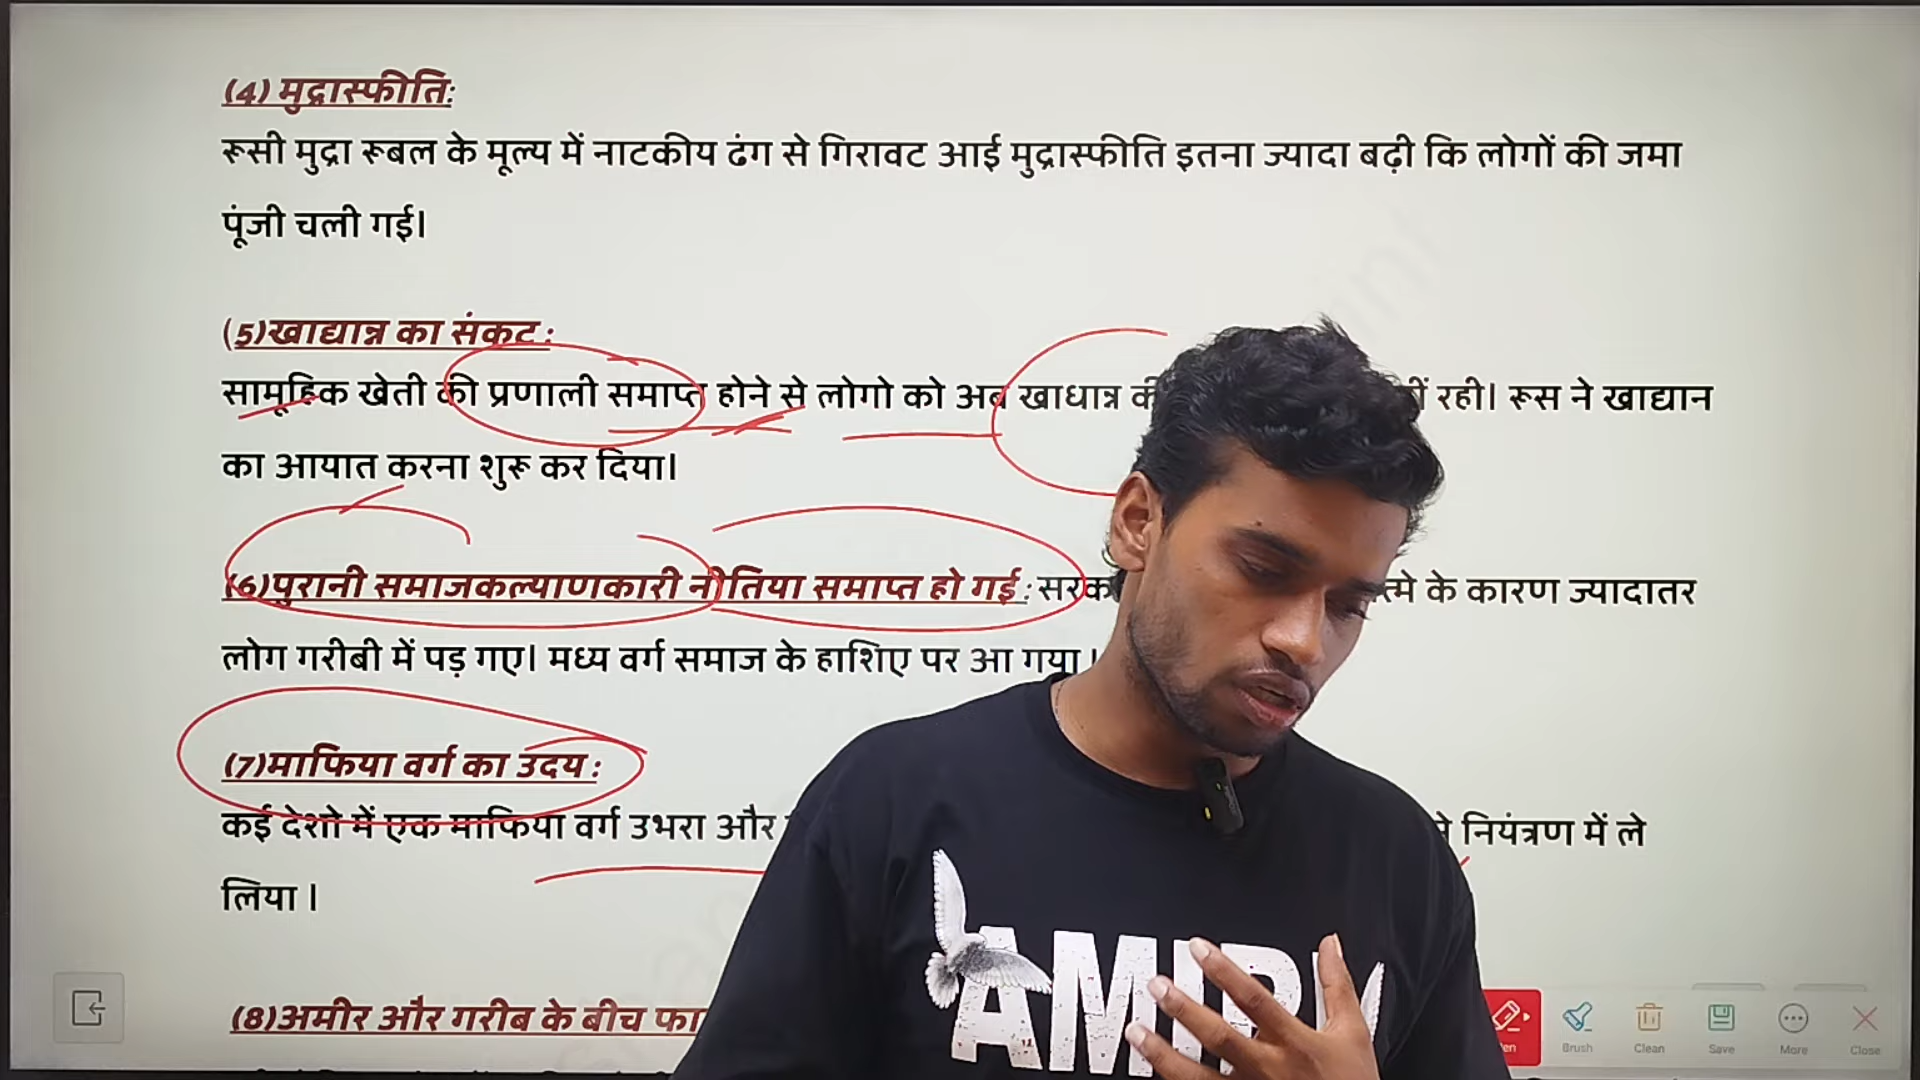 (4) मुद्रास्फीति:
रूसी मुद्रा रूबल के मूल्य में नाटकीय ढंग से गिरावट आई मुद्रास्फीति इतना ज्यादा बढ़ी कि लोगों की जमा
पूंजी चली गई।
(5)खाद्यान्न का संकट :
सामूहिक खेती की प्रणाली समाप्त होने से लोगो को अब खाधान्न रही। रूस ने खाद्यान
का आयात करना शुरू कर दिया।
(6)पुरानी समाजकल्याणकारी नीतिया समाप्त हो गई : के कारण ज्यादातर
लोग गरीबी में पड़ गए। मध्य वर्ग समाज के हाशिए पर आ गया।
(7)माफिया वर्ग का उदय :
कई देशो में एक माफिया वर्ग उभरा और नियंत्रण में ले
लिया ।
(8)अमीर और गरीब के बीच
Brush Clean Save More Close